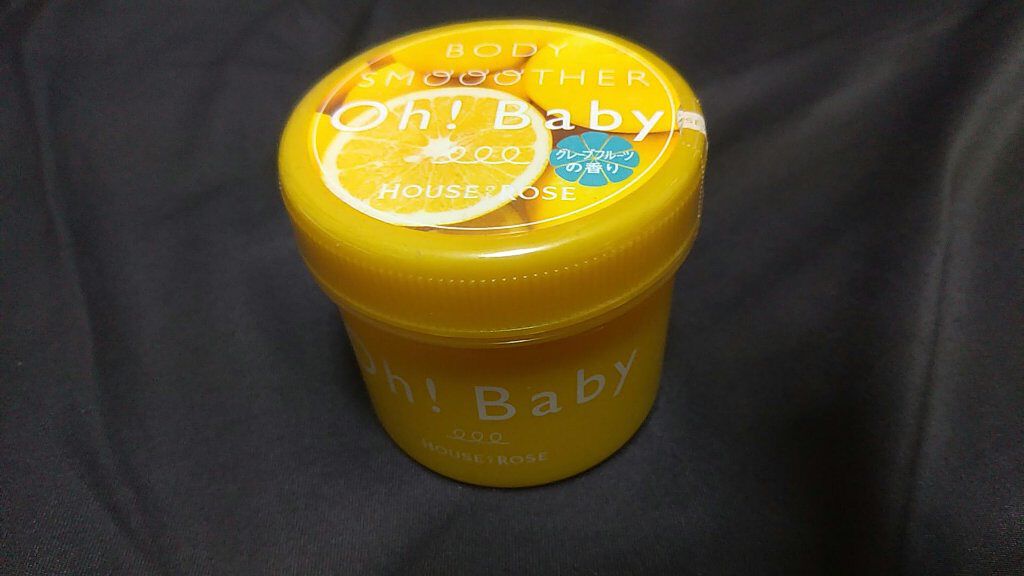 BODY
SMOOOTHER
Oh! Baby
グレープフルーツ
の香り
HOUSE OF ROSE
Oh! Baby
HOUSE OF ROSE